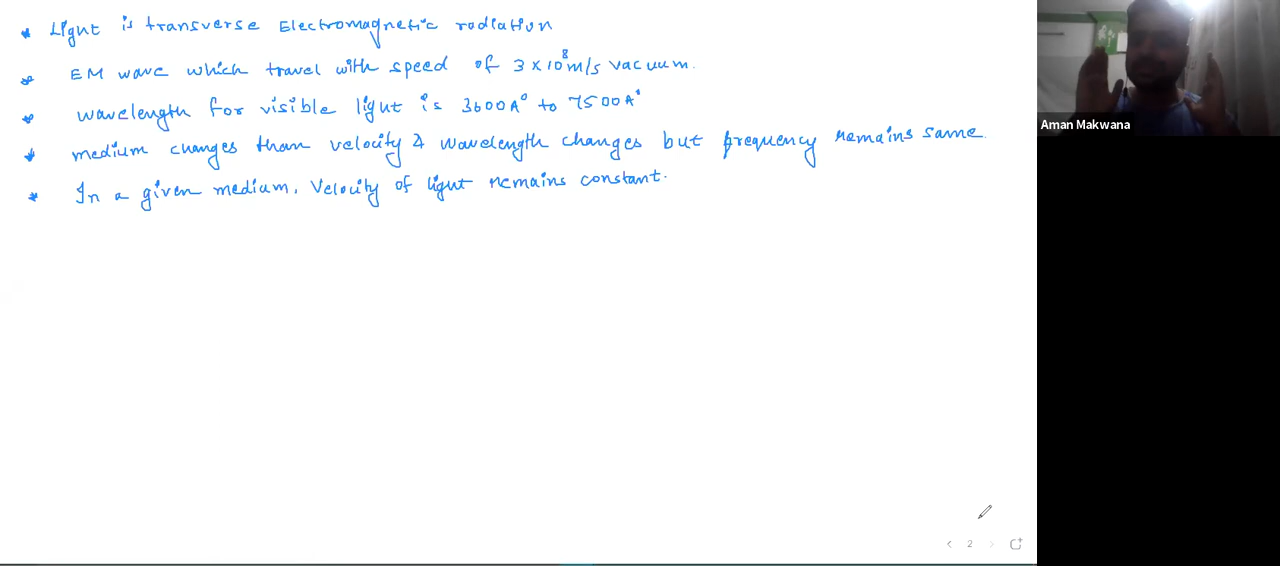 * Light is transverse Electromagnetic radiation
* EM wave which travel with speed of 3 × 10⁸ m/s vacuum.
* wavelength for visible light is 3600A° to 7500A°
* medium changes than velocity & wavelength changes but frequency remains same.
* In a given medium, Velocity of light remains constant.
Aman Makwana
2